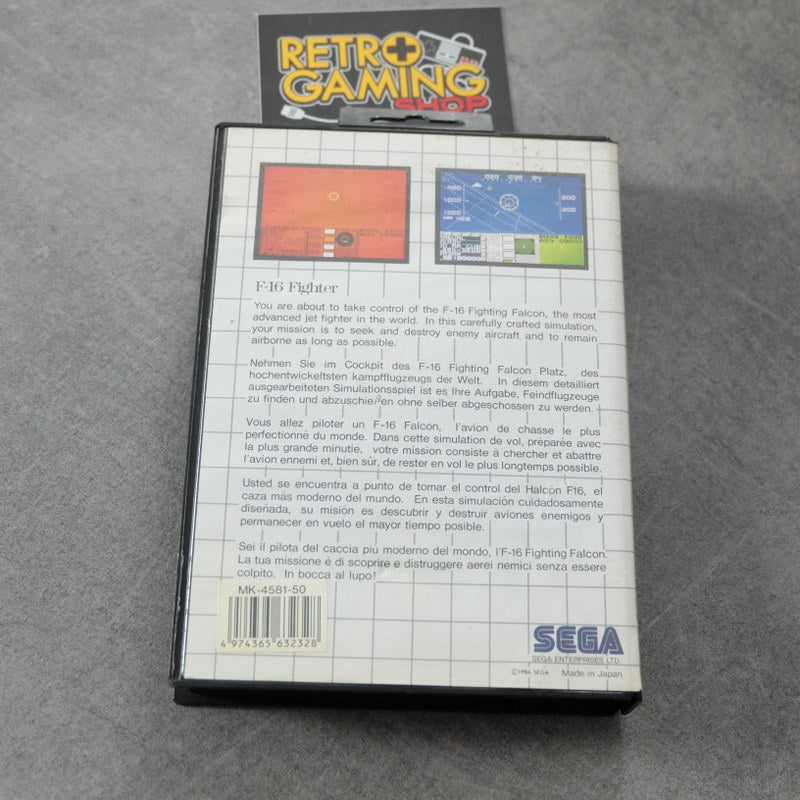 RETRO
GAMING
SHOP
020 030 04
450
1000
1050
200
205
F-16 Fighter
You are about to take control of the F-16 Fighting Falcon, the most
advanced jet fighter in the world. In this carefully crafted simulation,
your mission is to seek and destroy enemy aircraft and to remain
airborne as long as possible.
Nehmen Sie im Cockpit des F-16 Fighting Falcon Platz, des
hochentwickeltsten kampfflugzeugs der Welt. In diesem detailliert
ausgearbeiteten Simulationsspiel ist es Ihre Aufgabe, Feindflugzeuge
zu finden und abzuschießen ohne selber abgeschossen zu werden.
Vous allez piloter un F-16 Falcon, l'avion de chasse le plus
perfectionné du monde. Dans cette simulation de vol, préparée avec
la plus grande minutie, votre mission consiste à chercher et abattre
l'avion ennemi et, bien sûr, de rester en vol le plus longtemps possible.
Usted se encuentra a punto de tomar el control del Halcón F16, el
caza más moderno del mundo. En esta simulación cuidadosamente
diseñada, su misión es descubrir y destruir aviones enemigos y
permanecer en vuelo el mayor tiempo posible.
Sei il pilota del caccia più moderno del mondo, l'F-16 Fighting Falcon.
La tua missione è di scoprire e distruggere aerei nemici senza essere
colpito. In bocca al lupo!
MK-4581-50
4 974365 632328
SEGA
SEGA ENTERPRISES LTD.
©1986 SEGA Made in Japan